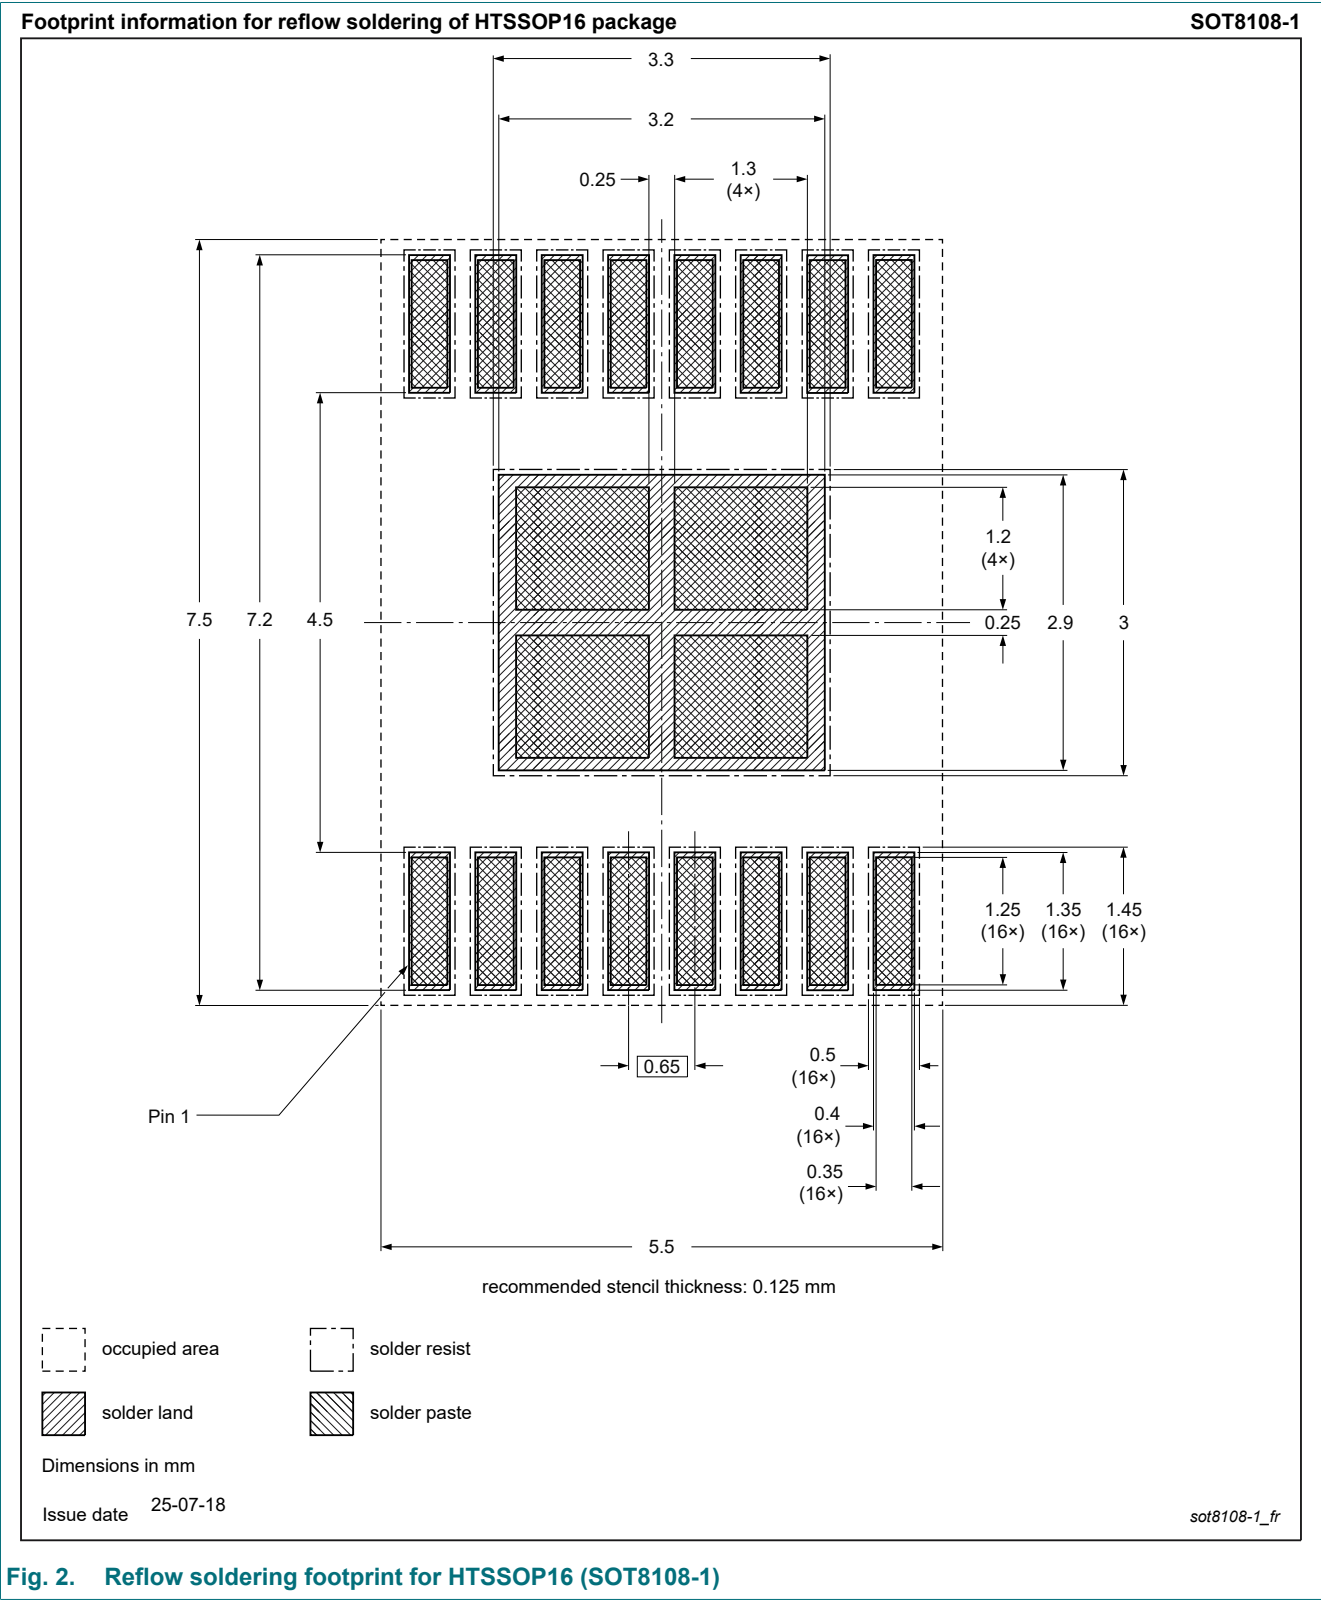 Footprint information for reflow soldering of HTSSOP16 package
SOT8108-1
3.3
3.2
0.25
1.3
(4×)
1.2
(4×)
7.5
7.2
4.5
0.25
2.9
3
1.25
(16×)
1.35
(16×)
1.45
(16×)
0.65
0.5
(16×)
Pin 1
0.4
(16×)
0.35
(16×)
5.5
recommended stencil thickness: 0.125 mm
occupied area
solder resist
solder land
solder paste
Dimensions in mm
Issue date 25-07-18
sot8108-1_fr
Fig. 2. Reflow soldering footprint for HTSSOP16 (SOT8108-1)